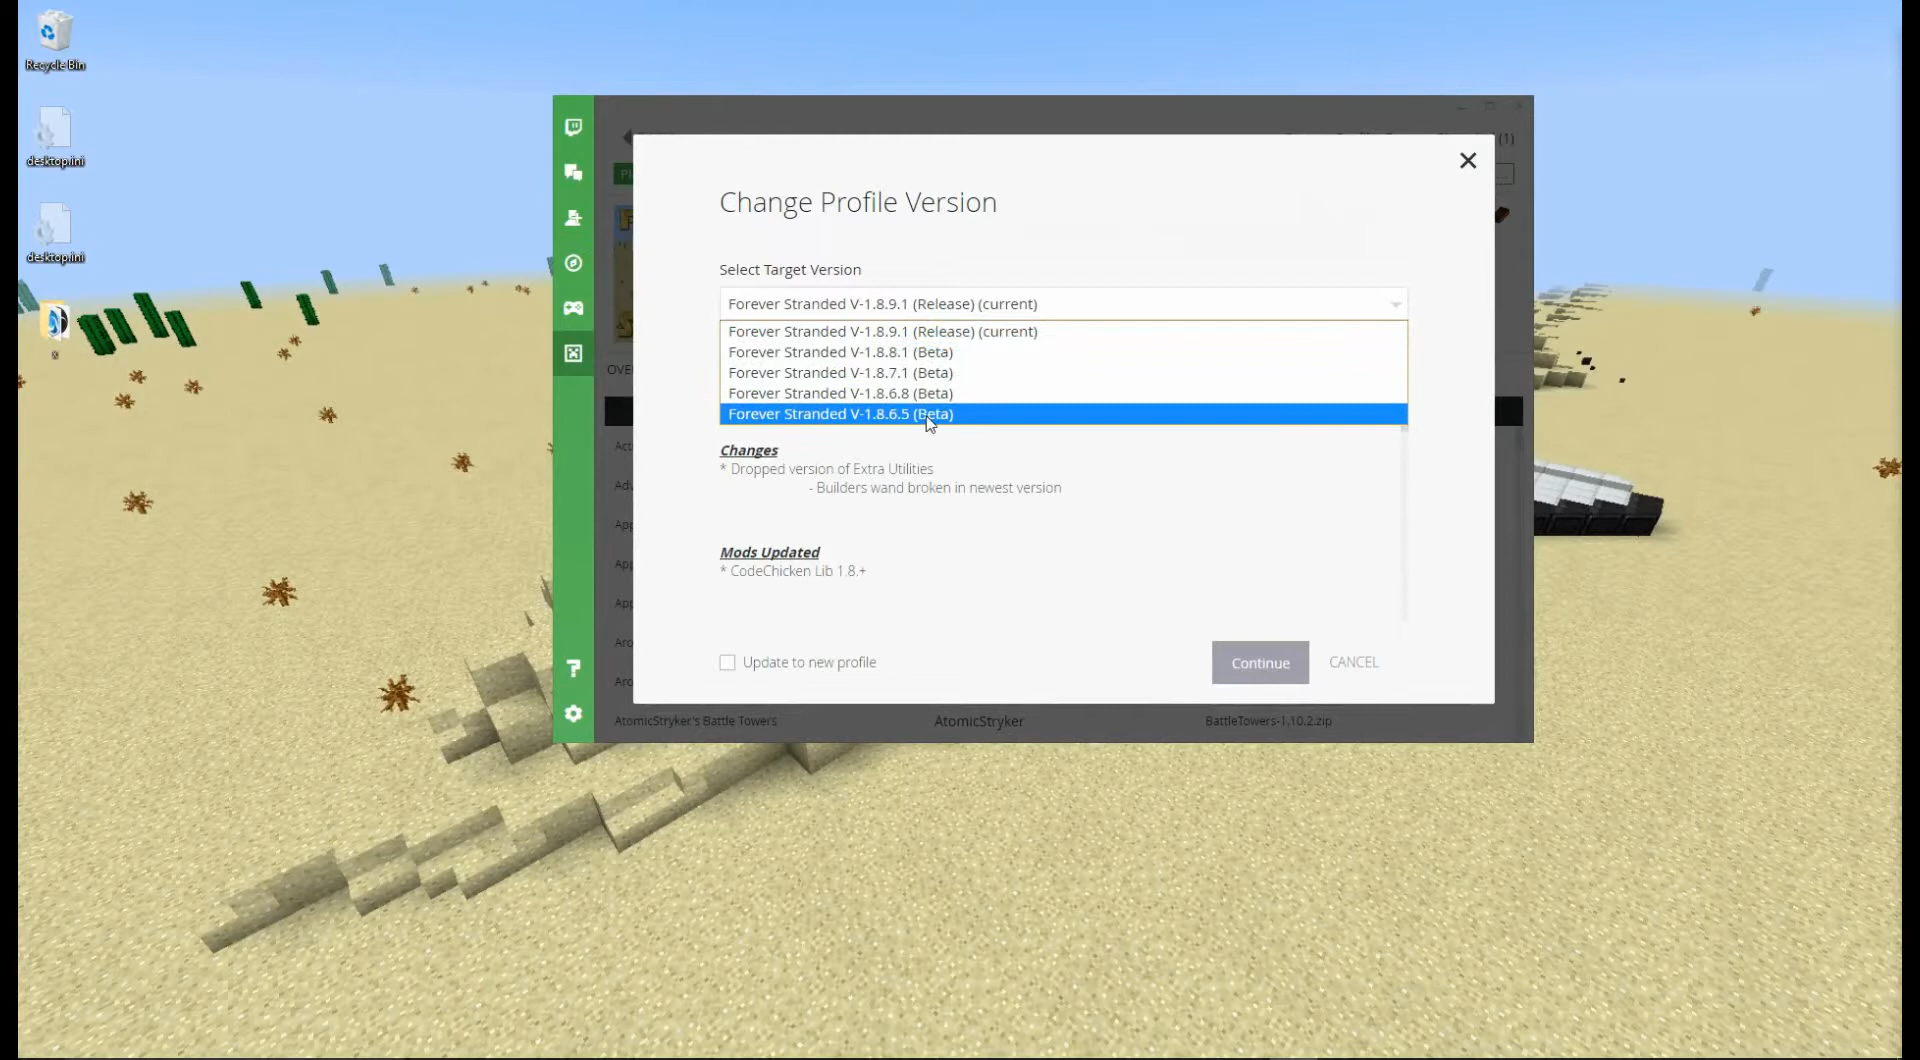 Recycle Bin
desktop.ini
desktop.ini
(1)
Change Profile Version
Select Target Version
Forever Stranded V-1.8.9.1 (Release) (current)
Forever Stranded V-1.8.9.1 (Release) (current)
Forever Stranded V-1.8.8.1 (Beta)
Forever Stranded V-1.8.7.1 (Beta)
Forever Stranded V-1.8.6.8 (Beta)
Forever Stranded V-1.8.6.5 (Beta)
Changes
* Dropped version of Extra Utilities
- Builders wand broken in newest version
Mods Updated
* CodeChicken Lib 1.8.+
Update to new profile
Continue
CANCEL
AtomicStryker's Battle Towers
AtomicStryker
BattleTowers-1.10.2.zip